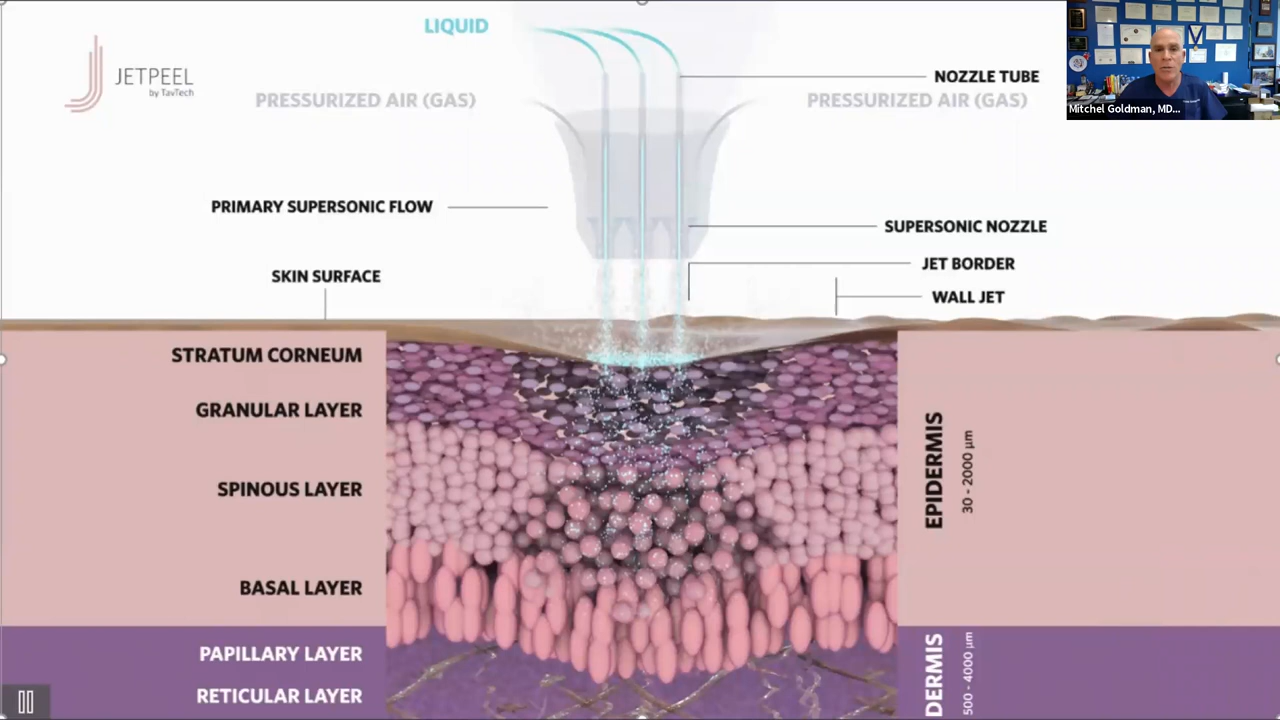 LIQUID
JETPEEL
by TavTech
PRESSURIZED AIR (GAS)
NOZZLE TUBE
PRESSURIZED AIR (GAS)
Mitchel Goldman, MD...
PRIMARY SUPERSONIC FLOW
SUPERSONIC NOZZLE
JET BORDER
SKIN SURFACE
WALL JET
STRATUM CORNEUM
GRANULAR LAYER
SPINOUS LAYER
BASAL LAYER
PAPILLARY LAYER
RETICULAR LAYER
EPIDERMIS
30 - 2000 µm
DERMIS
500 - 4000 µm